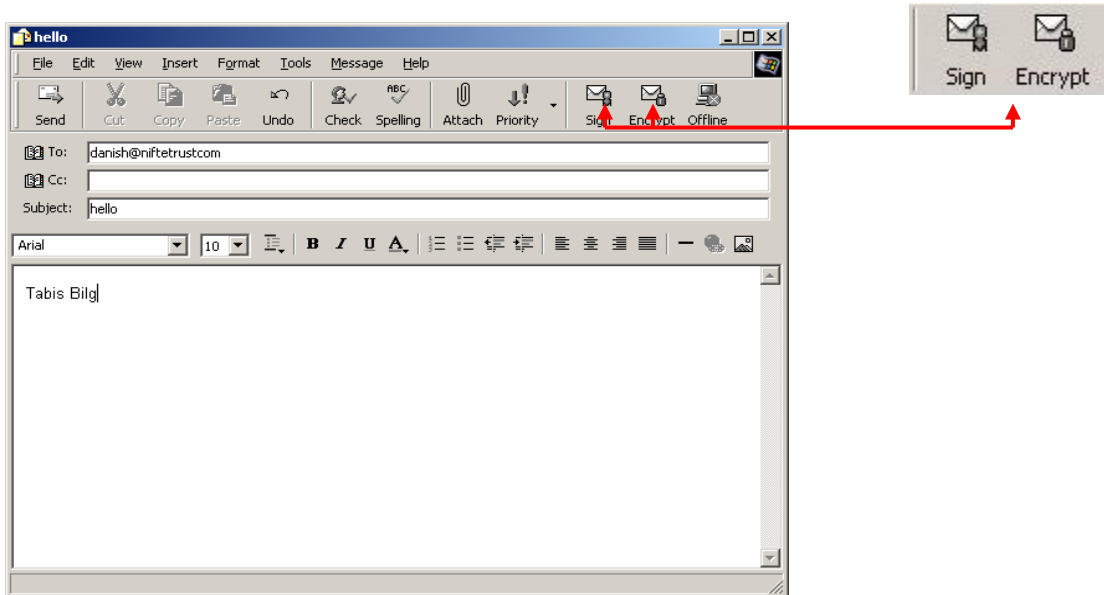 hello
File Edit View Insert Format Tools Message Help
Send Cut Copy Paste Undo Check Spelling Attach Priority Sign Encrypt Offline
ABC
To: danish@niftetrustcom
Cc:
Subject: hello
Arial 10 B I U A
Tabis Bilg
Sign Encrypt